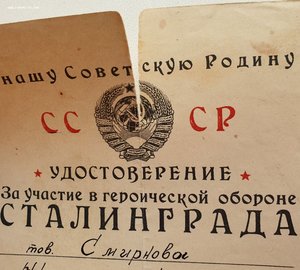 нашу Советскую Родину
СС СР
УДОСТОВЕРЕНИЕ
За участие в героической обороне
СТАЛИНГРАДА
тов. Смирнова